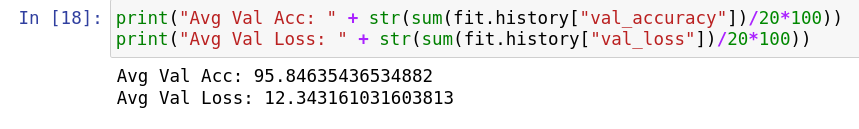 In [18]: print("Avg Val Acc: " + str(sum(fit.history["val_accuracy"])/20*100))
print("Avg Val Loss: " + str(sum(fit.history["val_loss"])/20*100))
Avg Val Acc: 95.84635436534882
Avg Val Loss: 12.343161031603813